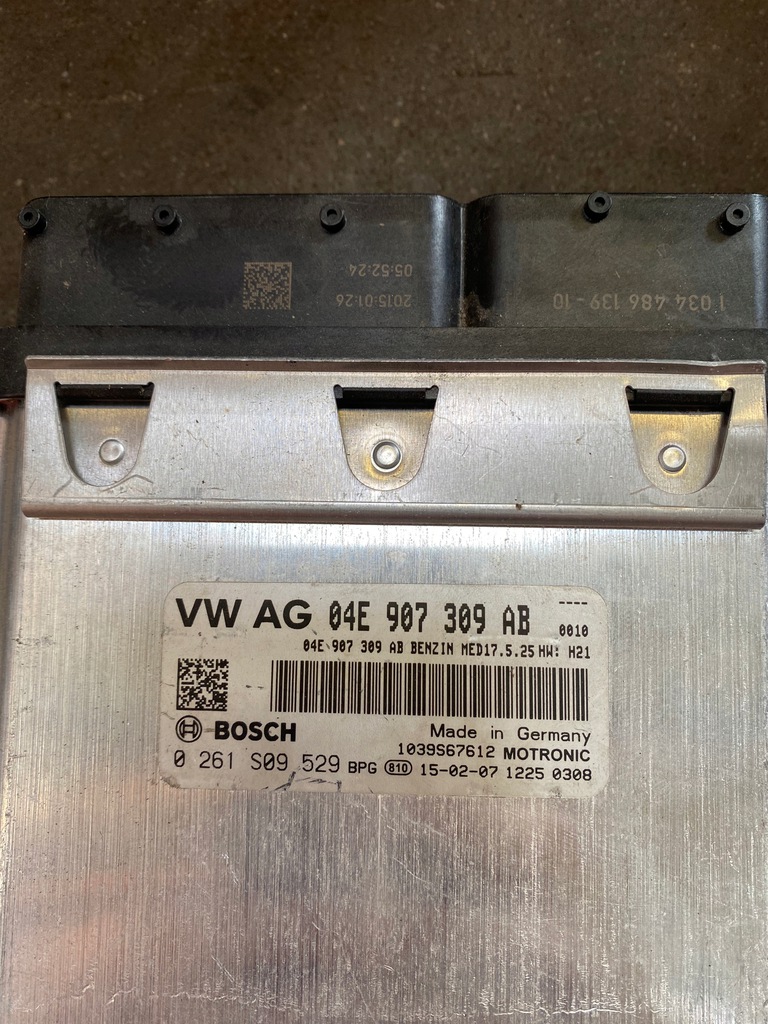 05:52:24
2015:01:26
1 034 486 139 - 10
VW AG 04E 907 309 AB
----
0010
04E 907 309 AB BENZIN MED17.5.25 HW: H21
BOSCH
Made in Germany
1039S67612 MOTRONIC
0 261 S09 529 BPG 810 15-02-07 1225 0308